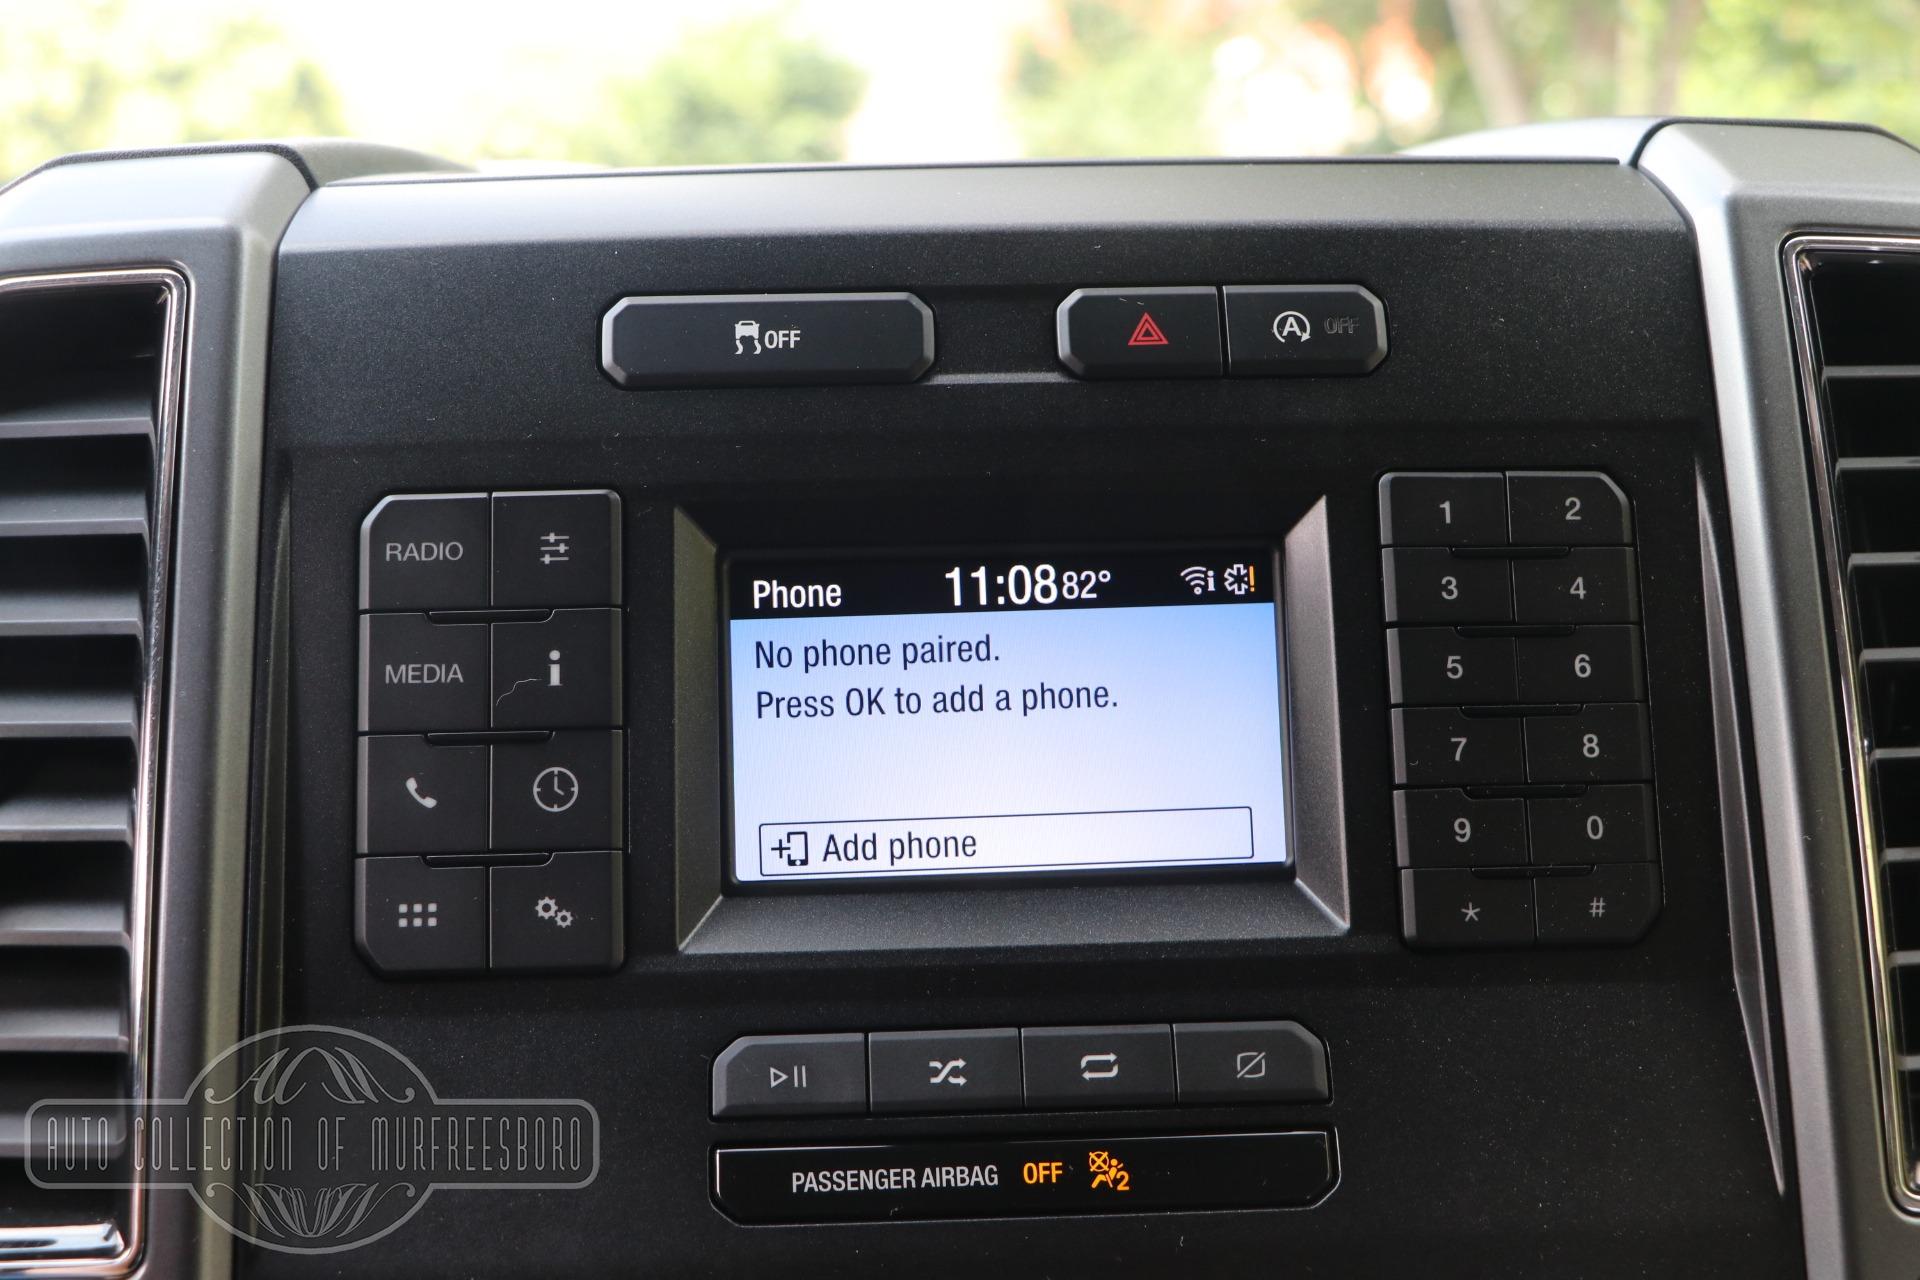 OFF
A OFF
RADIO
MEDIA
i
Phone 11:08 82°
No phone paired.
Press OK to add a phone.
Add phone
1 2
3 4
5 6
7 8
9 0
* #
PASSENGER AIRBAG OFF 2
AC M
AUTO COLLECTION OF MURFREESBORO